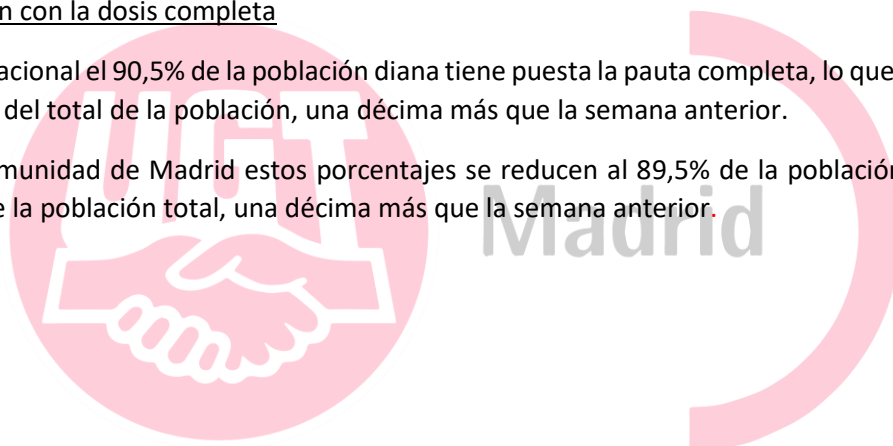 n con la dosis completa
acional el 90,5% de la población diana tiene puesta la pauta completa, lo que
del total de la población, una décima más que la semana anterior.
munidad de Madrid estos porcentajes se reducen al 89,5% de la población
e la población total, una décima más que la semana anterior.
UGT
Madrid